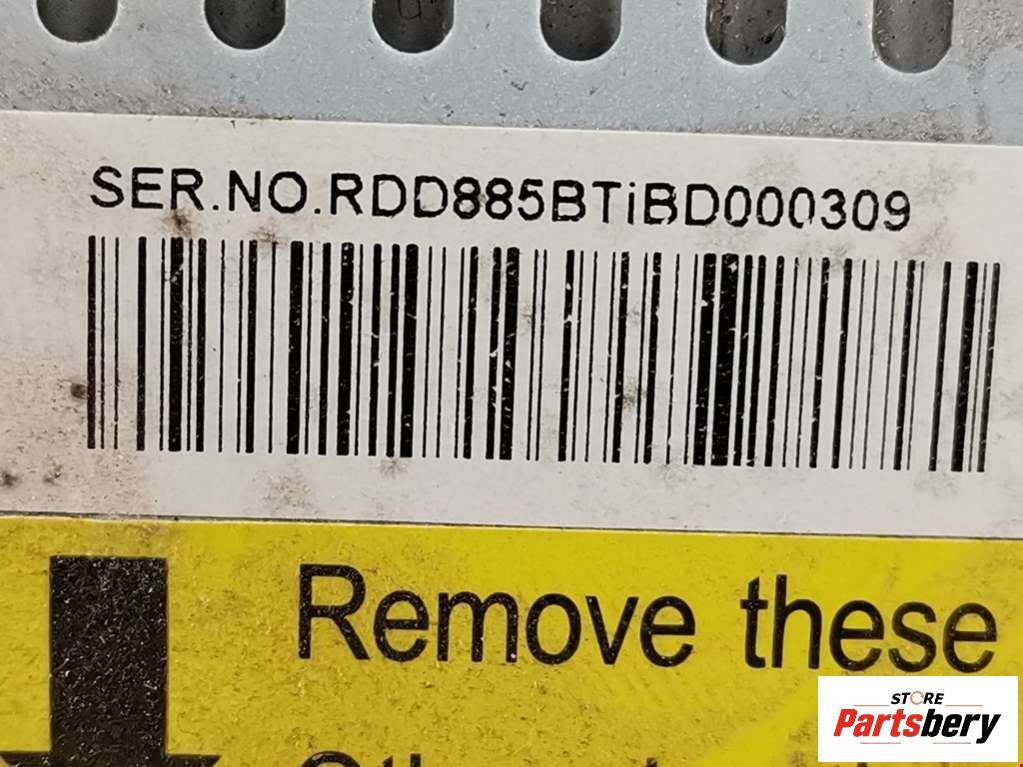 SER.NO.RDD885BTiBD000309
Remove these
STORE
Partsbery